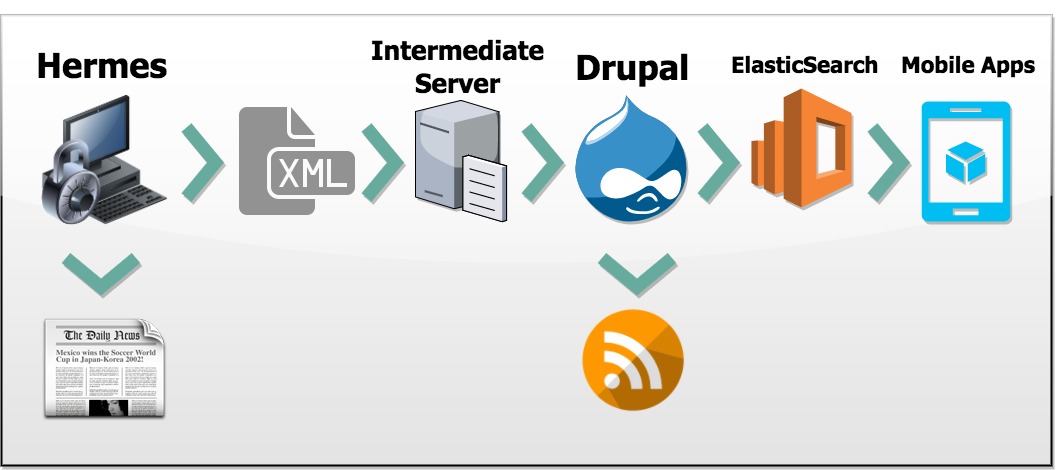 Hermes
Intermediate
Server
Drupal
ElasticSearch
Mobile Apps
XML
The Daily News
Mexico wins the Soccer World
Cup in Japan-Korea 2002!